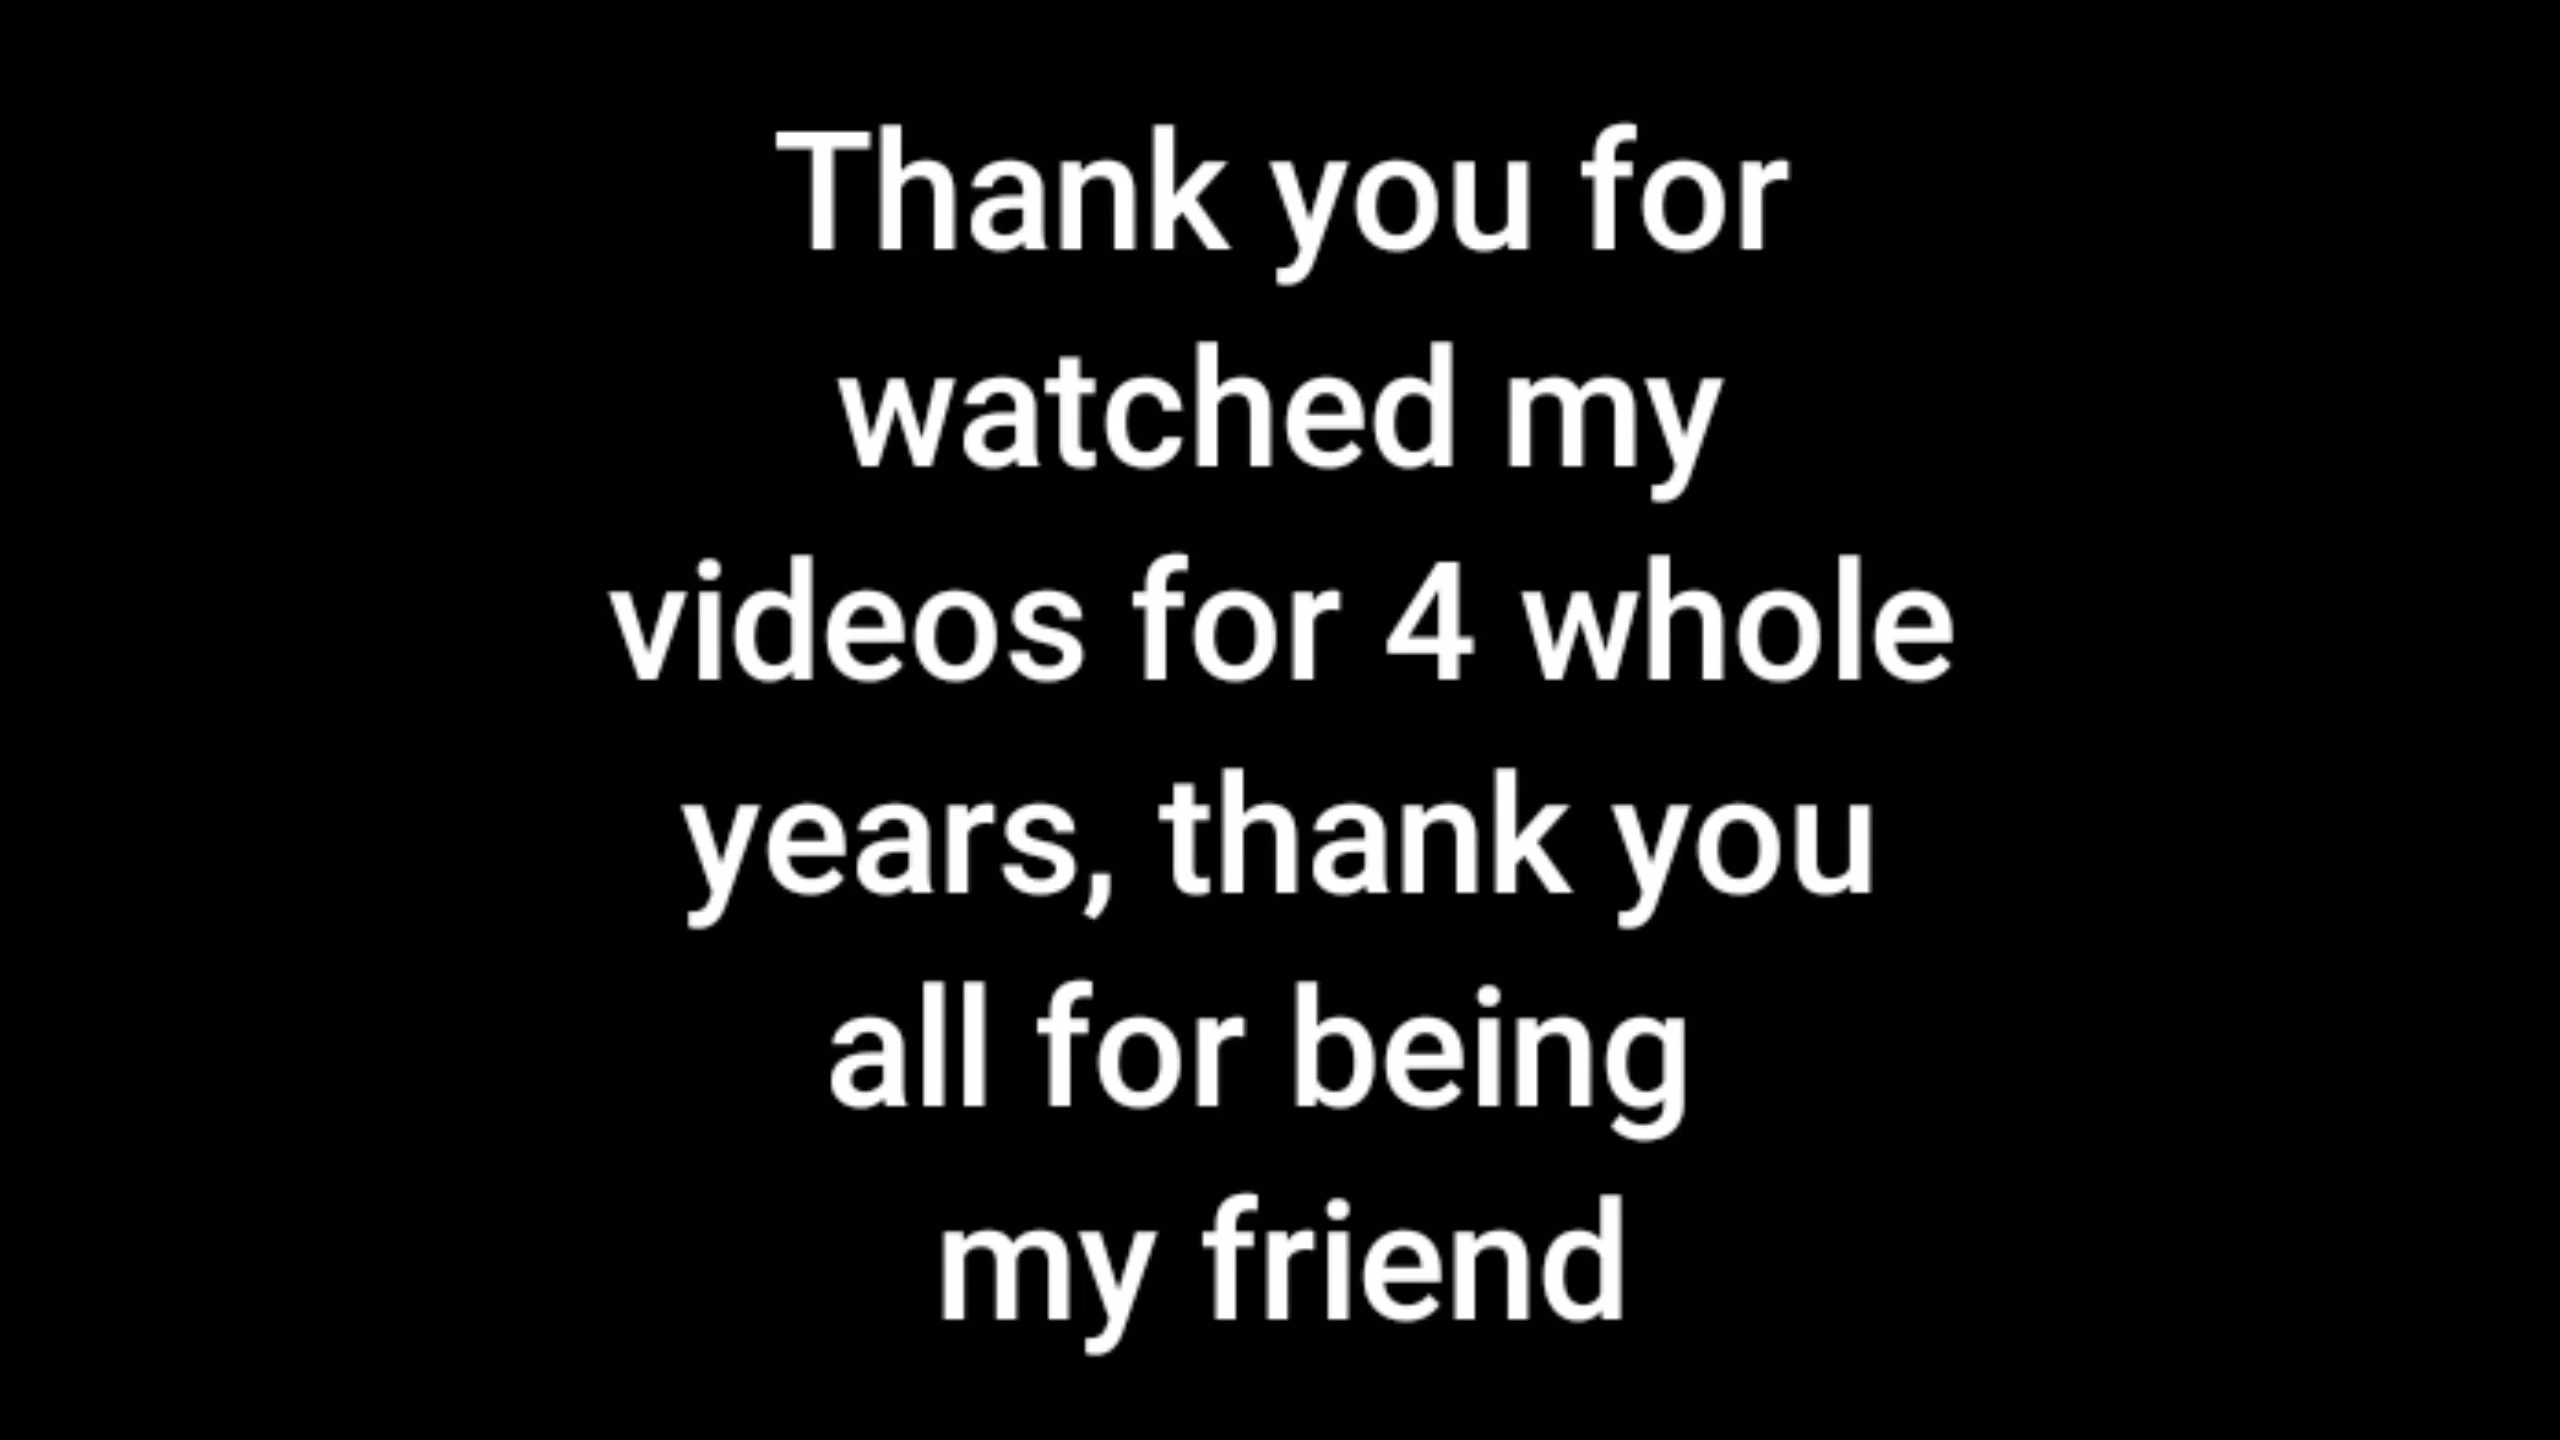 Thank you for
watched my
videos for 4 whole
years, thank you
all for being
my friend